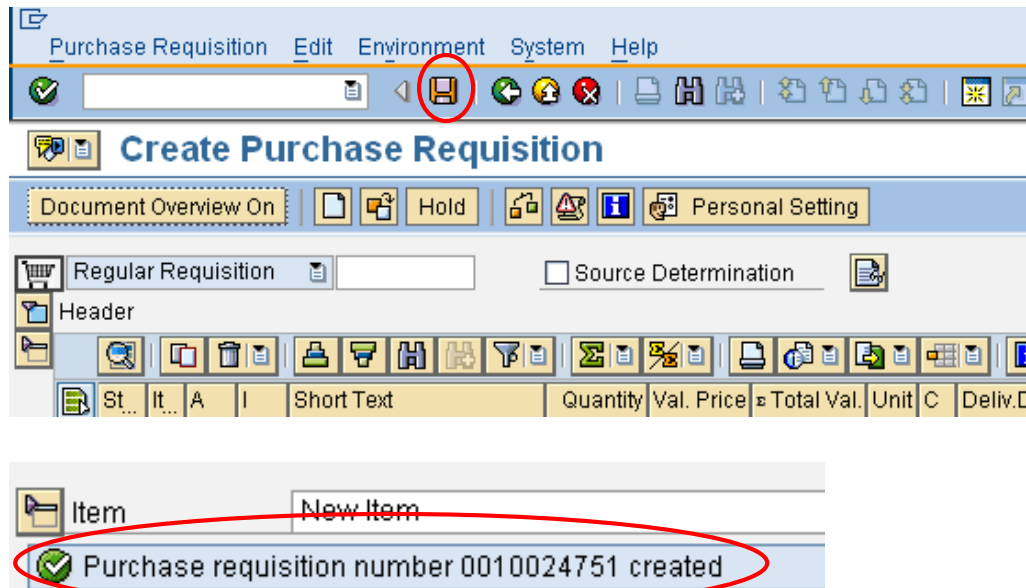 Purchase Requisition Edit Environment System Help
Create Purchase Requisition
Document Overview On Hold Personal Setting
Regular Requisition Source Determination
Header
St... It... A I Short Text Quantity Val. Price Σ Total Val. Unit C Deliv.D
Item New Item
Purchase requisition number 0010024751 created